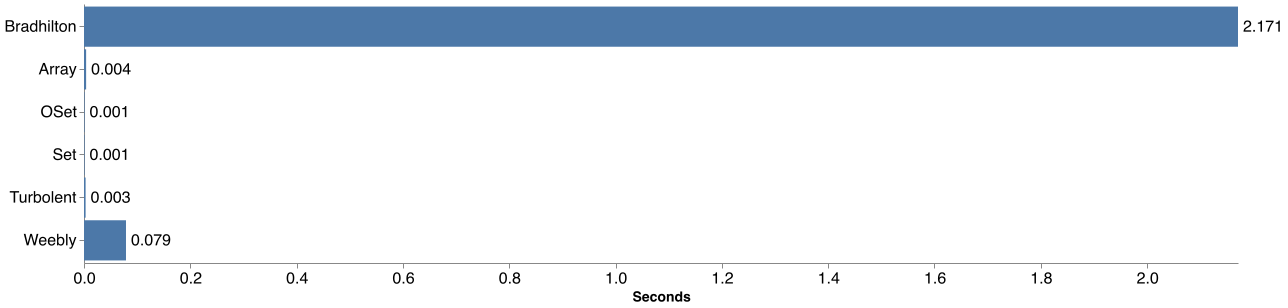 Bradhilton 2.171
Array 0.004
OSet 0.001
Set 0.001
Turbolent 0.003
Weebly 0.079
0.0 0.2 0.4 0.6 0.8 1.0 1.2 1.4 1.6 1.8 2.0
Seconds